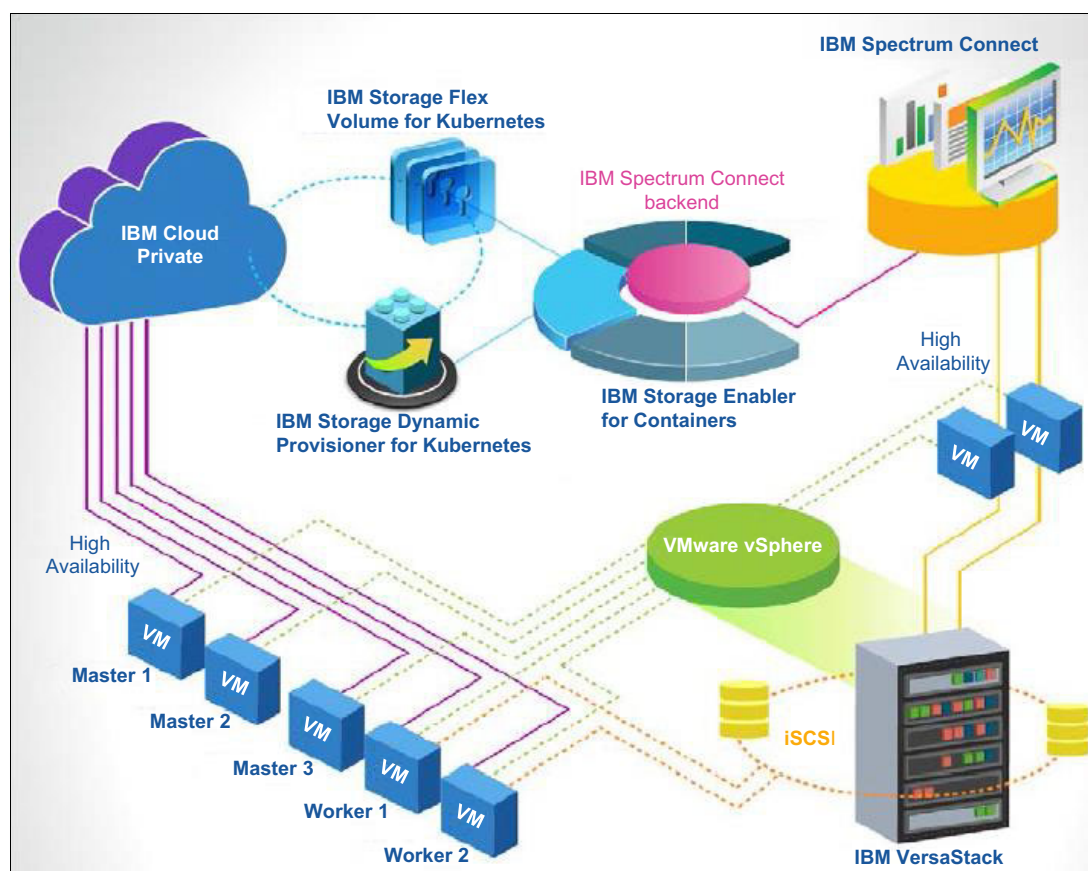 IBM Spectrum Connect
IBM Storage Flex
Volume for Kubernetes
IBM Spectrum Connect
backend
IBM Cloud
Private
High
Availability
IBM Storage Enabler
for Containers
IBM Storage Dynamic
Provisioner for Kubernetes
VM
VM
VMware vSphere
High
Availability
VM
Master 1
VM
Master 2
VM
Master 3
VM
Worker 1
VM
Worker 2
iSCSI
IBM VersaStack